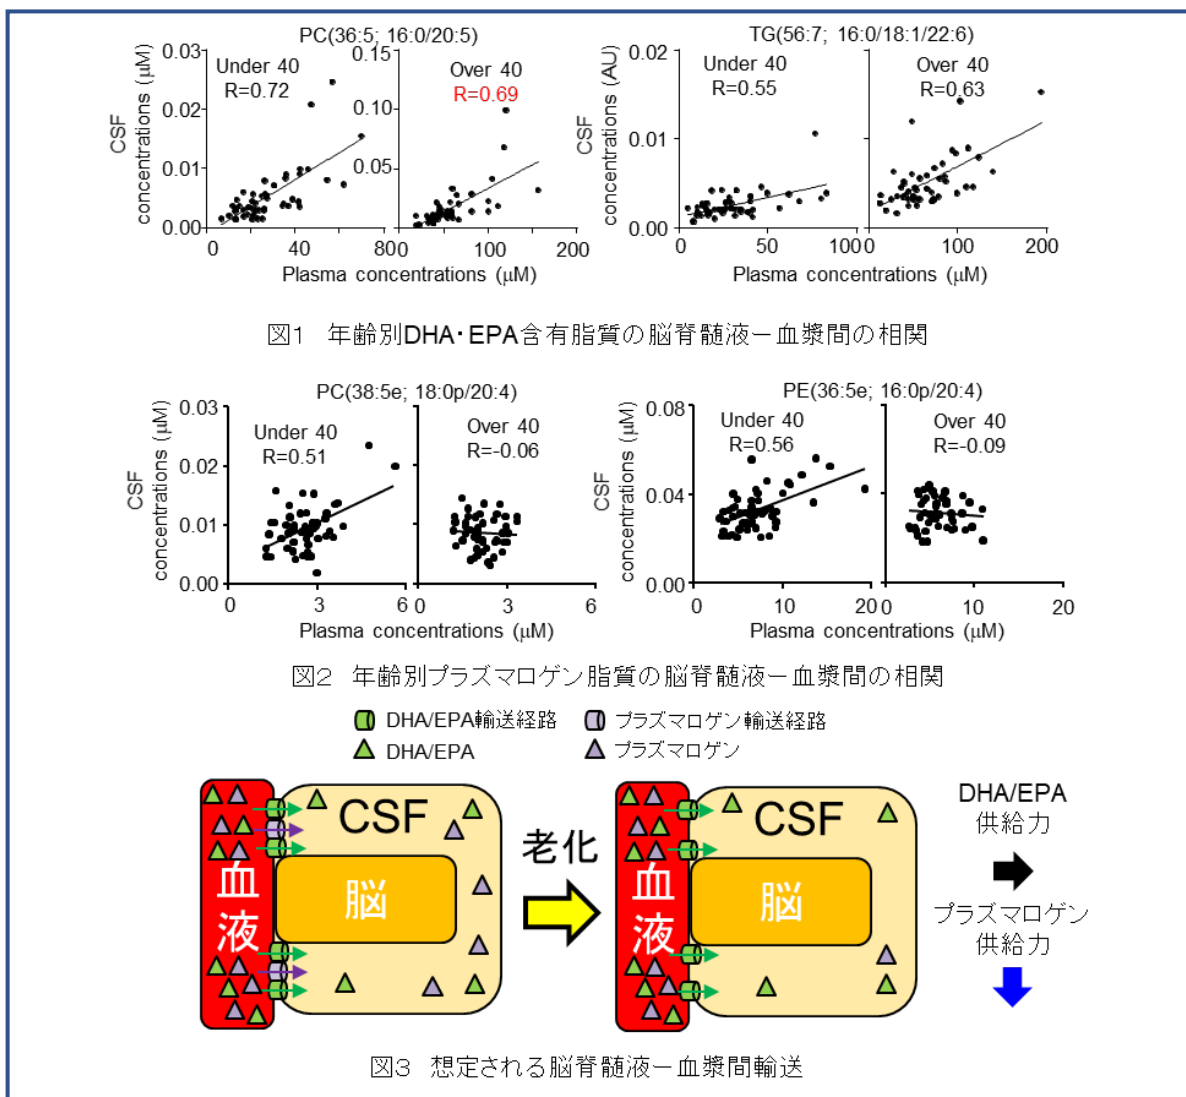 PC(36:5; 16:0/20:5)
CSF
concentrations (μM)
0.03
0.02
0.01
0.00
Under 40
R=0.72
0
40
80
0.15
0.10
0.05
Over 40
R=0.69
0
100
200
Plasma concentrations (μM)
TG(56:7; 16:0/18:1/22:6)
CSF
concentrations (AU)
0.02
0.01
0.00
Under 40
R=0.55
0
50
100
Over 40
R=0.63
0
100
200
Plasma concentrations (μM)
図1 年齢別DHA・EPA含有脂質の脳脊髄液ー血漿間の相関
PC(38:5e; 18:0p/20:4)
CSF
concentrations (μM)
0.03
0.02
0.01
0.00
Under 40
R=0.51
0
3
6
Over 40
R=-0.06
0
3
6
Plasma concentrations (μM)
PE(36:5e; 16:0p/20:4)
CSF
concentrations (μM)
0.08
0.04
0.00
Under 40
R=0.56
0
10
20
Over 40
R=-0.09
0
10
20
Plasma concentrations (μM)
図2 年齢別プラズマロゲン脂質の脳脊髄液ー血漿間の相関
DHA/EPA輸送経路
プラズマロゲン輸送経路
DHA/EPA
プラズマロゲン
血液
CSF
脳
老化
血液
CSF
脳
DHA/EPA
供給力
プラズマロゲン
供給力
図3 想定される脳脊髄液ー血漿間輸送